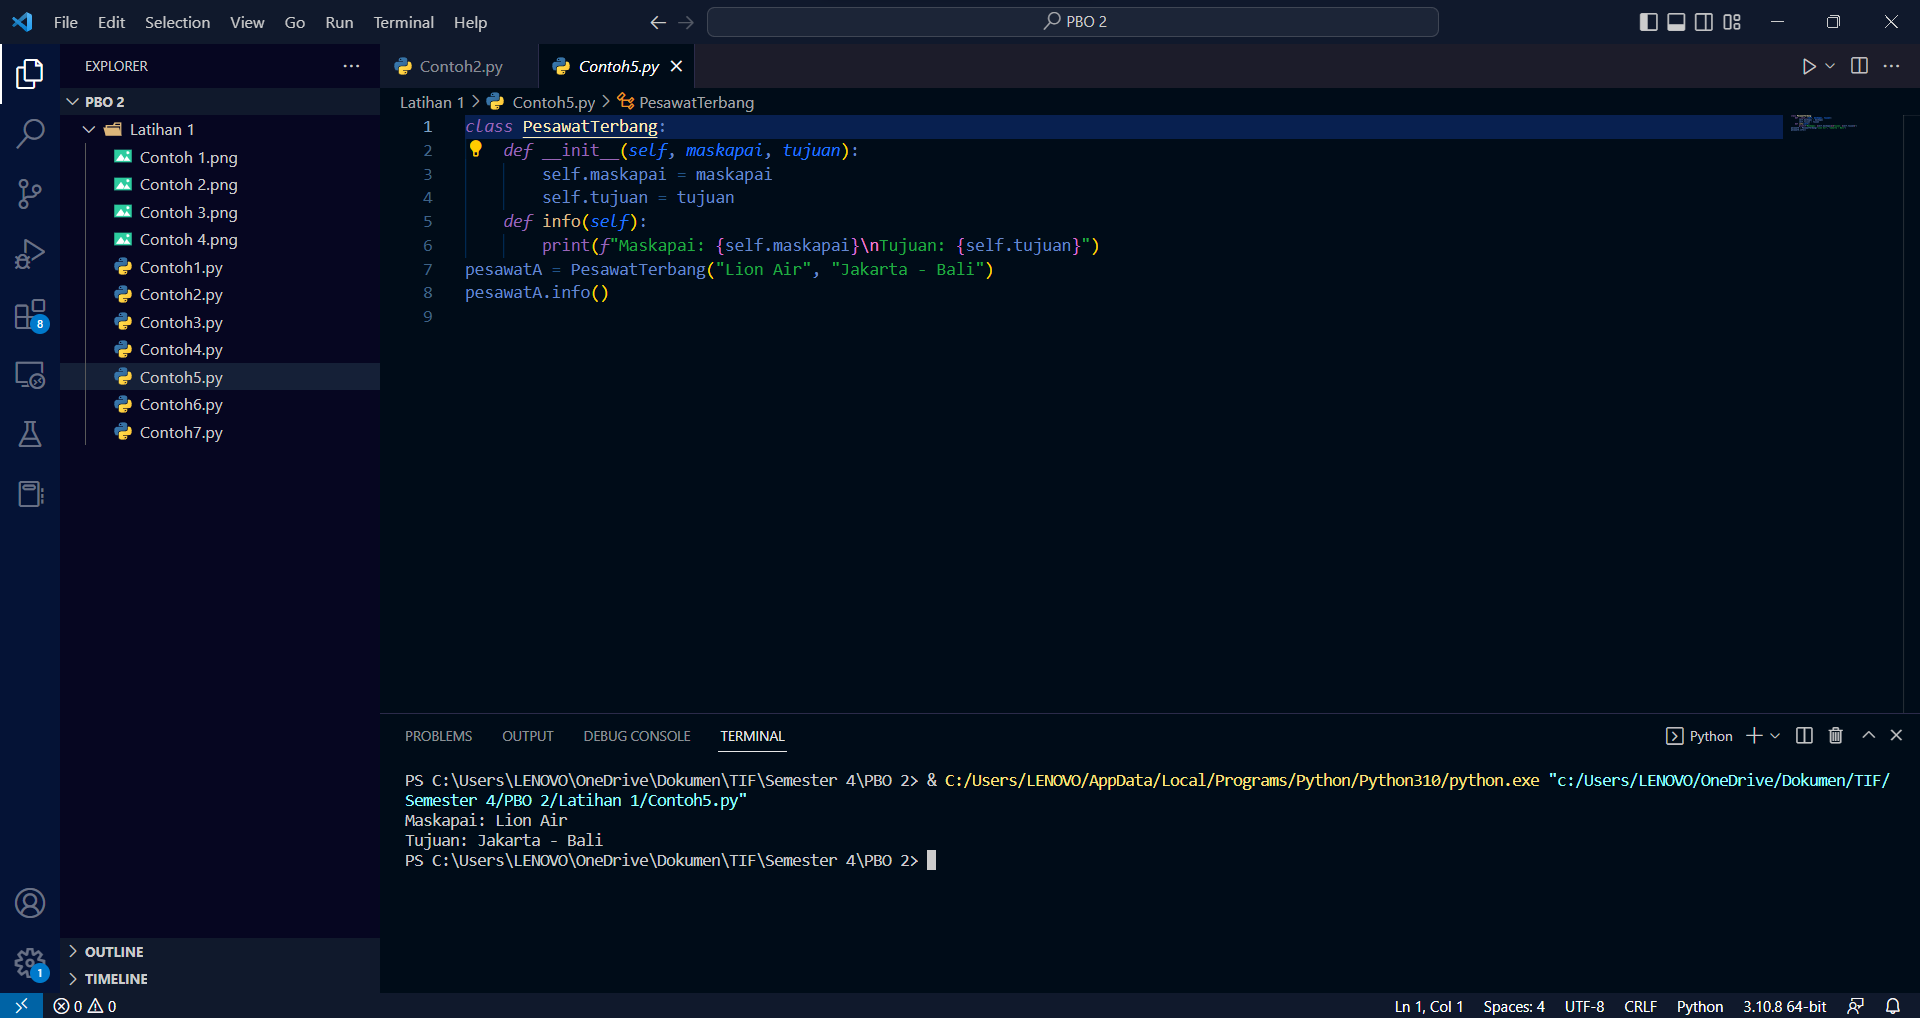 File Edit Selection View Go Run Terminal Help
PBO 2
EXPLORER
PBO 2
Latihan 1
Contoh 1.png
Contoh 2.png
Contoh 3.png
Contoh 4.png
Contoh1.py
Contoh2.py
Contoh3.py
Contoh4.py
Contoh5.py
Contoh6.py
Contoh7.py
OUTLINE
TIMELINE
8
1
Contoh2.py
Contoh5.py
Latihan 1 > Contoh5.py > PesawatTerbang
1 class PesawatTerbang:
2 def __init__(self, maskapai, tujuan):
3 self.maskapai = maskapai
4 self.tujuan = tujuan
5 def info(self):
6 print(f"Maskapai: {self.maskapai}\nTujuan: {self.tujuan}")
7 pesawatA = PesawatTerbang("Lion Air", "Jakarta - Bali")
8 pesawatA.info()
9
PROBLEMS OUTPUT DEBUG CONSOLE TERMINAL
Python
PS C:\Users\LENOVO\OneDrive\Dokumen\TIF\Semester 4\PBO 2> & C:/Users/LENOVO/AppData/Local/Programs/Python/Python310/python.exe "c:/Users/LENOVO/OneDrive/Dokumen/TIF/
Semester 4/PBO 2/Latihan 1/Contoh5.py"
Maskapai: Lion Air
Tujuan: Jakarta - Bali
PS C:\Users\LENOVO\OneDrive\Dokumen\TIF\Semester 4\PBO 2>
0 0
Ln 1, Col 1 Spaces: 4 UTF-8 CRLF Python 3.10.8 64-bit